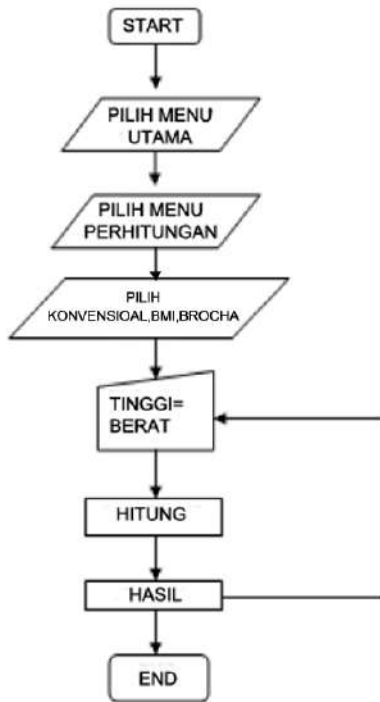 START
PILIH MENU
UTAMA
PILIH MENU
PERHITUNGAN
PILIH
KONVENSIOAL,BMI,BROCHA
TINGGI=
BERAT
HITUNG
HASIL
END